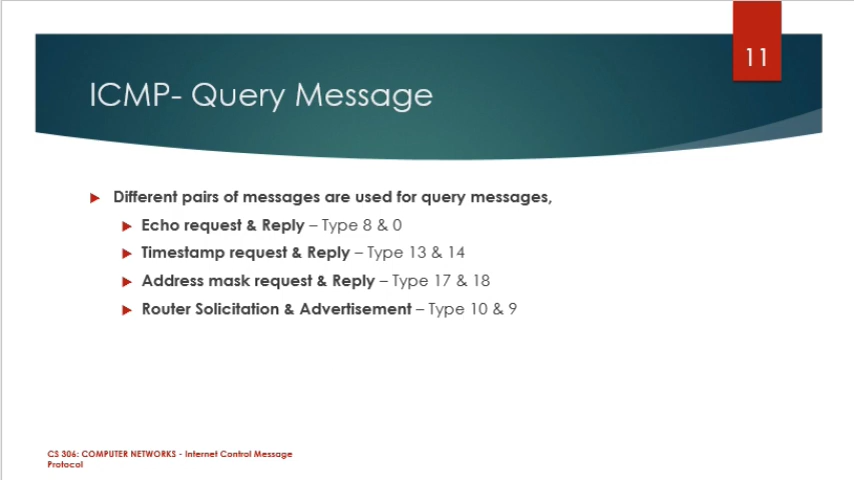 11
ICMP- Query Message
Different pairs of messages are used for query messages,
Echo request & Reply – Type 8 & 0
Timestamp request & Reply – Type 13 & 14
Address mask request & Reply – Type 17 & 18
Router Solicitation & Advertisement – Type 10 & 9
CS 306: COMPUTER NETWORKS - Internet Control Message
Protocol